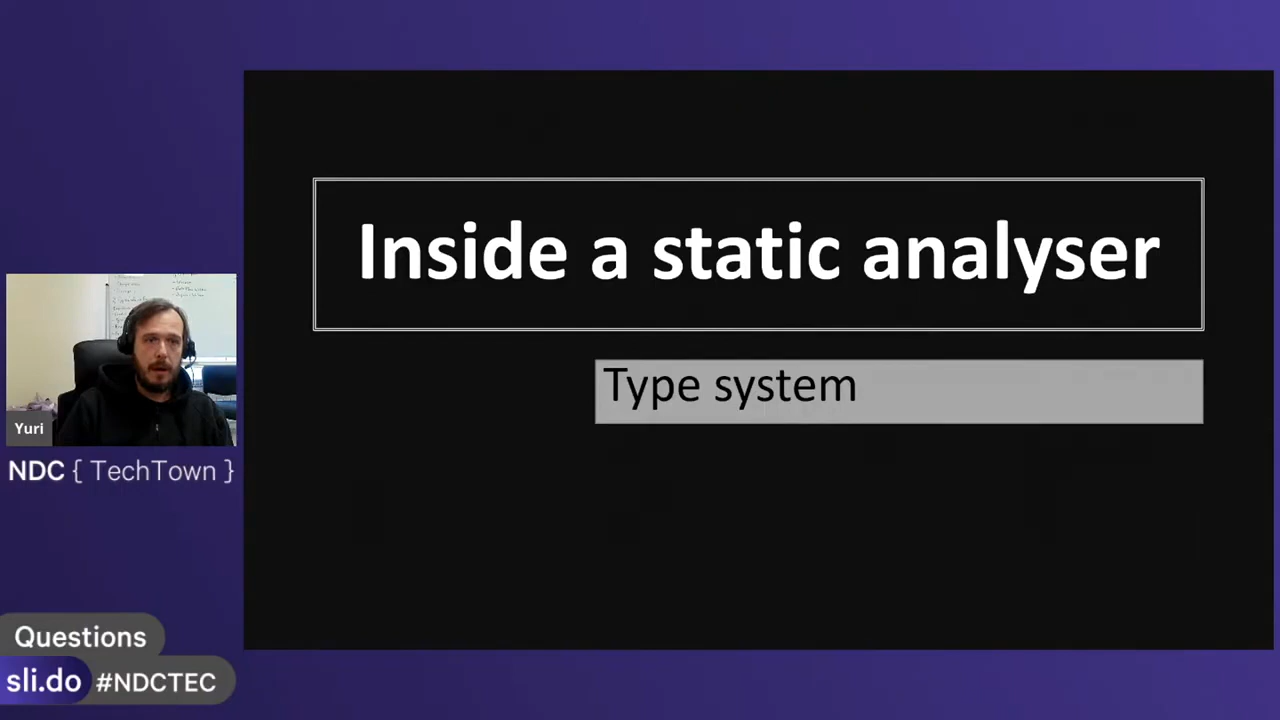 Inside a static analyser
Type system
Yuri
NDC { TechTown }
Questions
sli.do #NDCTEC